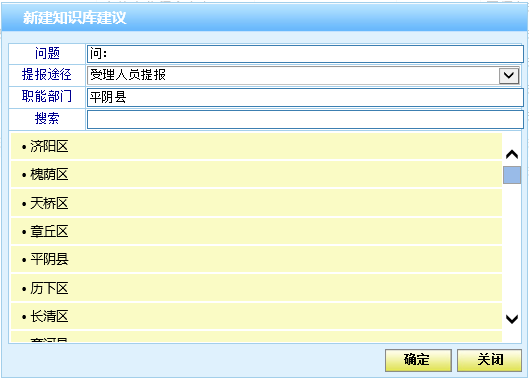 新建知识库建议
问题 问:
提报途径 受理人员提报
职能部门 平阴县
搜索
• 济阳区
• 槐荫区
• 天桥区
• 章丘区
• 平阴县
• 历下区
• 长清区
确定 关闭